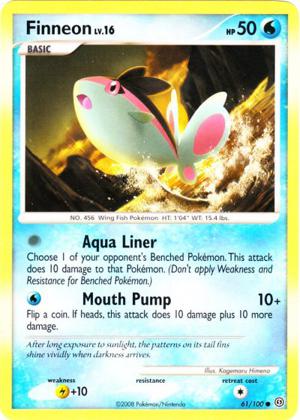 Finneon LV.16 HP 50
BASIC
NO. 456 Wing Fish Pokémon HT: 1'04" WT: 15.4 lbs.
Aqua Liner
Choose 1 of your opponent's Benched Pokémon. This attack
does 10 damage to that Pokémon. (Don't apply Weakness and
Resistance for Benched Pokémon.)
Mouth Pump 10+
Flip a coin. If heads, this attack does 10 damage plus 10 more
damage.
After long exposure to sunlight, the patterns on its tail fins
shine vividly when darkness arrives.
Illus. Kagemaru Himeno
weakness resistance retreat cost
+10
©2008 Pokémon/Nintendo 61/100